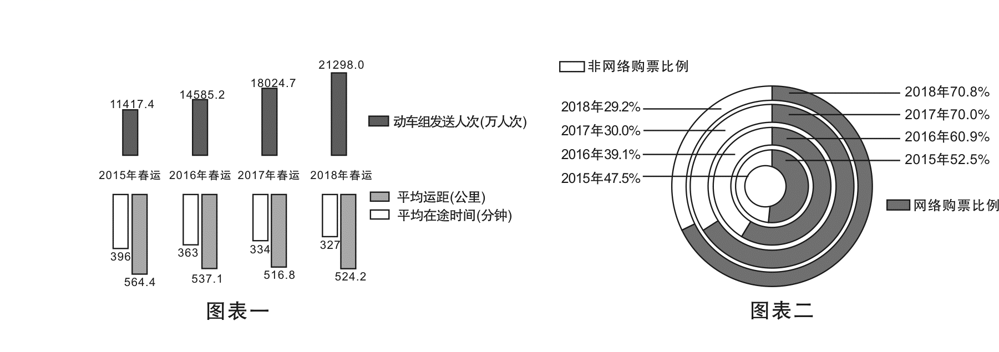 21298.0
18024.7
14585.2
11417.4
动车组发送人次(万人次)
2015年春运 2016年春运 2017年春运 2018年春运
平均运距(公里)
平均在途时间(分钟)
396 363 334 327
564.4 537.1 516.8 524.2
图表一
非网络购票比例
2018年29.2%
2017年30.0%
2016年39.1%
2015年47.5%
2018年70.8%
2017年70.0%
2016年60.9%
2015年52.5%
网络购票比例
图表二